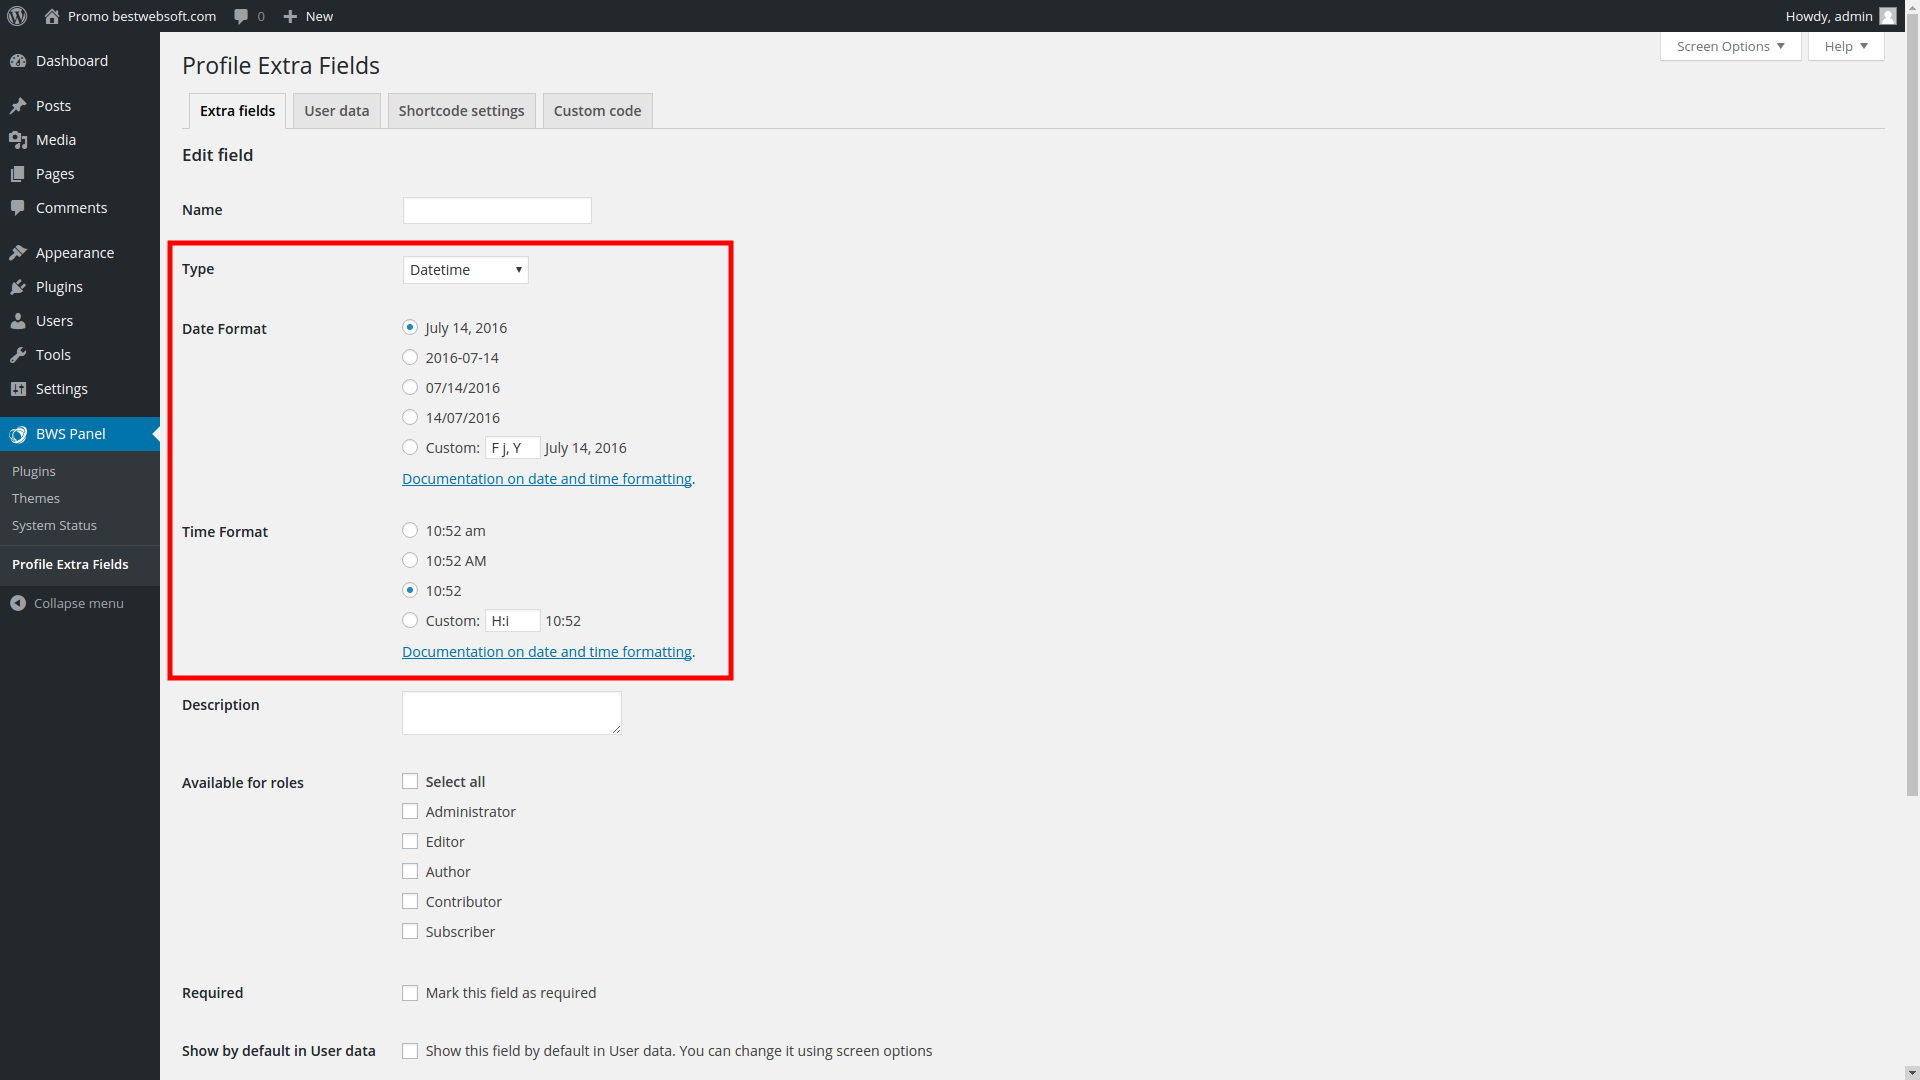 Promo bestwebsoft.com 0 New Howdy, admin
Screen Options Help
Dashboard
Posts
Media
Pages
Comments
Appearance
Plugins
Users
Tools
Settings
BWS Panel
Plugins
Themes
System Status
Profile Extra Fields
Collapse menu
Profile Extra Fields
Extra fields User data Shortcode settings Custom code
Edit field
Name
Type Datetime
Date Format July 14, 2016
2016-07-14
07/14/2016
14/07/2016
Custom: F j, Y July 14, 2016
Documentation on date and time formatting.
Time Format 10:52 am
10:52 AM
10:52
Custom: H:i 10:52
Documentation on date and time formatting.
Description
Available for roles Select all
Administrator
Editor
Author
Contributor
Subscriber
Required Mark this field as required
Show by default in User data Show this field by default in User data. You can change it using screen options